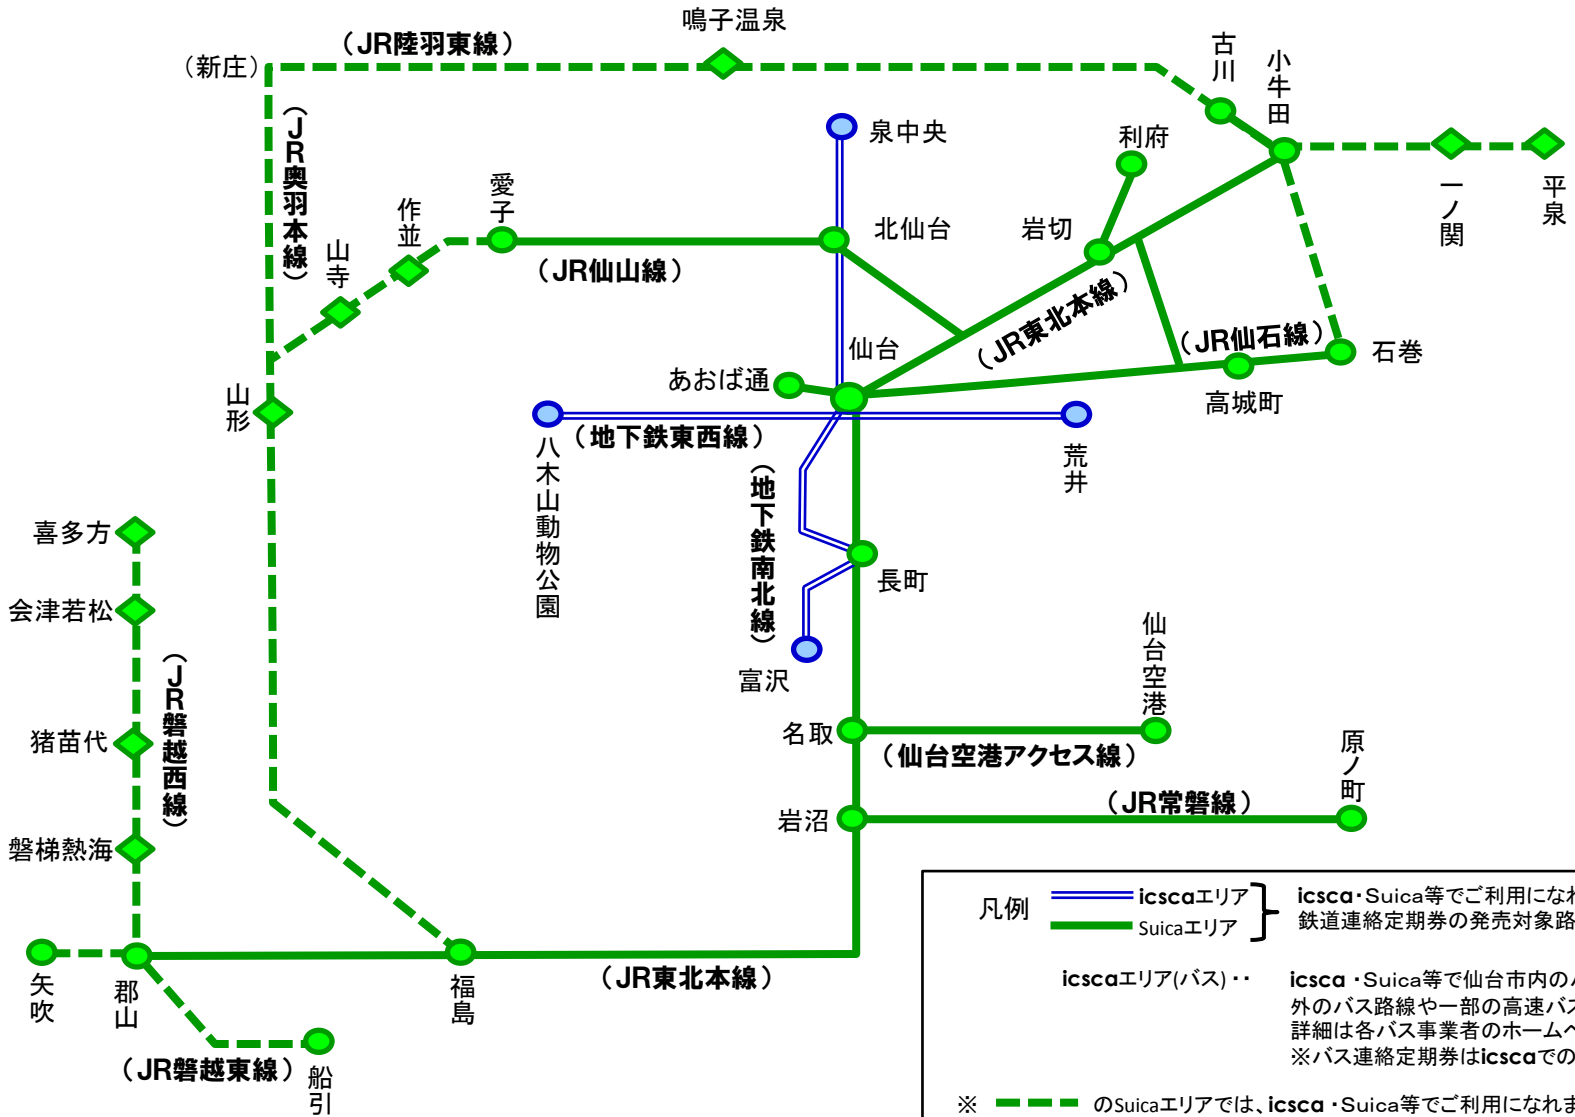 鳴子温泉
（JR陸羽東線）
（新庄）
古川
小牛田
（JR奥羽本線）
泉中央
利府
一ノ関
平泉
愛子
作並
山寺
北仙台
岩切
（JR仙山線）
（JR東北本線）
（JR仙石線）
仙台
石巻
あおば通
高城町
山形
八木山動物公園
（地下鉄東西線）
荒井
（地下鉄南北線）
喜多方
長町
会津若松
仙台空港
（JR磐越西線）
富沢
猪苗代
名取
（仙台空港アクセス線）
原ノ町
（JR常磐線）
岩沼
磐梯熱海
矢吹
郡山
福島
（JR東北本線）
（JR磐越東線）
船引
凡例
icscaエリア
Suicaエリア
icsca・Suica等でご利用になれ
鉄道連絡定期券の発売対象路
icscaエリア(バス)・・
icsca ・Suica等で仙台市内のバ
外のバス路線や一部の高速バス
詳細は各バス事業者のホームペ
※バス連絡定期券はicscaでの
※ のSuicaエリアでは、icsca ・Suica等でご利用になれま